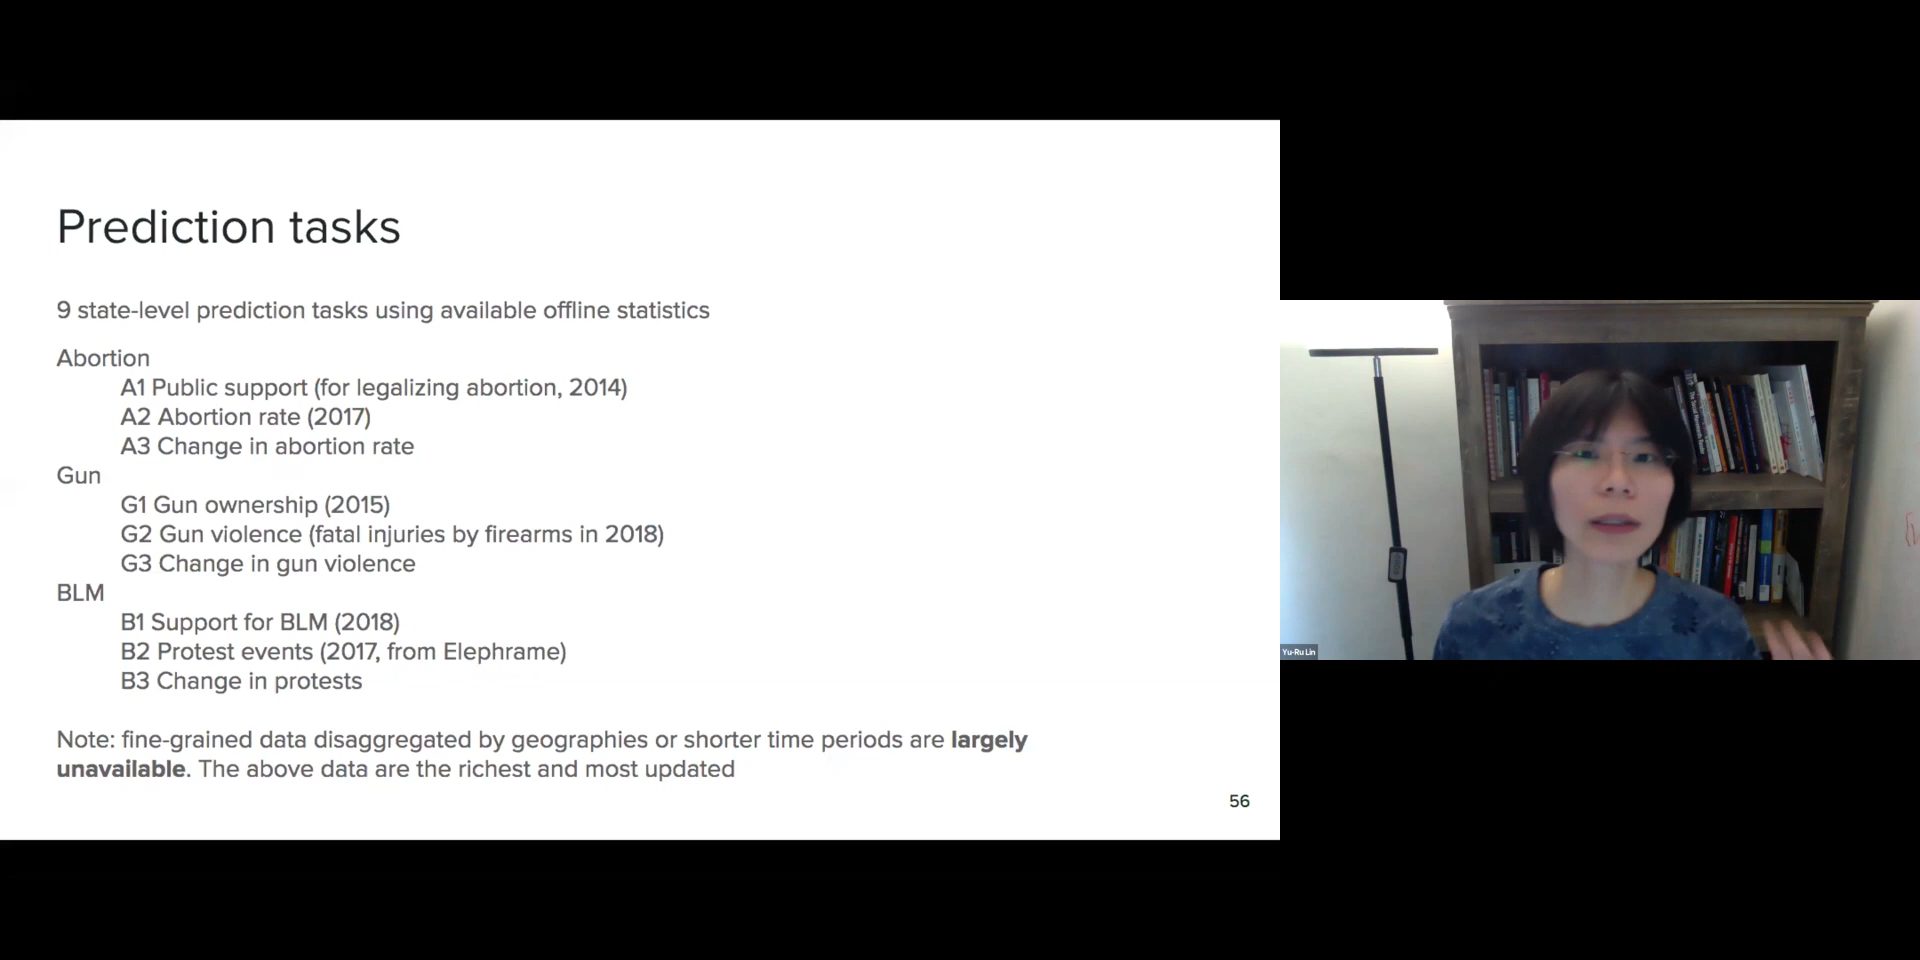 Prediction tasks
9 state-level prediction tasks using available offline statistics
Abortion
A1 Public support (for legalizing abortion, 2014)
A2 Abortion rate (2017)
A3 Change in abortion rate
Gun
G1 Gun ownership (2015)
G2 Gun violence (fatal injuries by firearms in 2018)
G3 Change in gun violence
BLM
B1 Support for BLM (2018)
B2 Protest events (2017, from Elephrame)
B3 Change in protests
Note: fine-grained data disaggregated by geographies or shorter time periods are largely
unavailable. The above data are the richest and most updated
56
Yu-Ru Lin